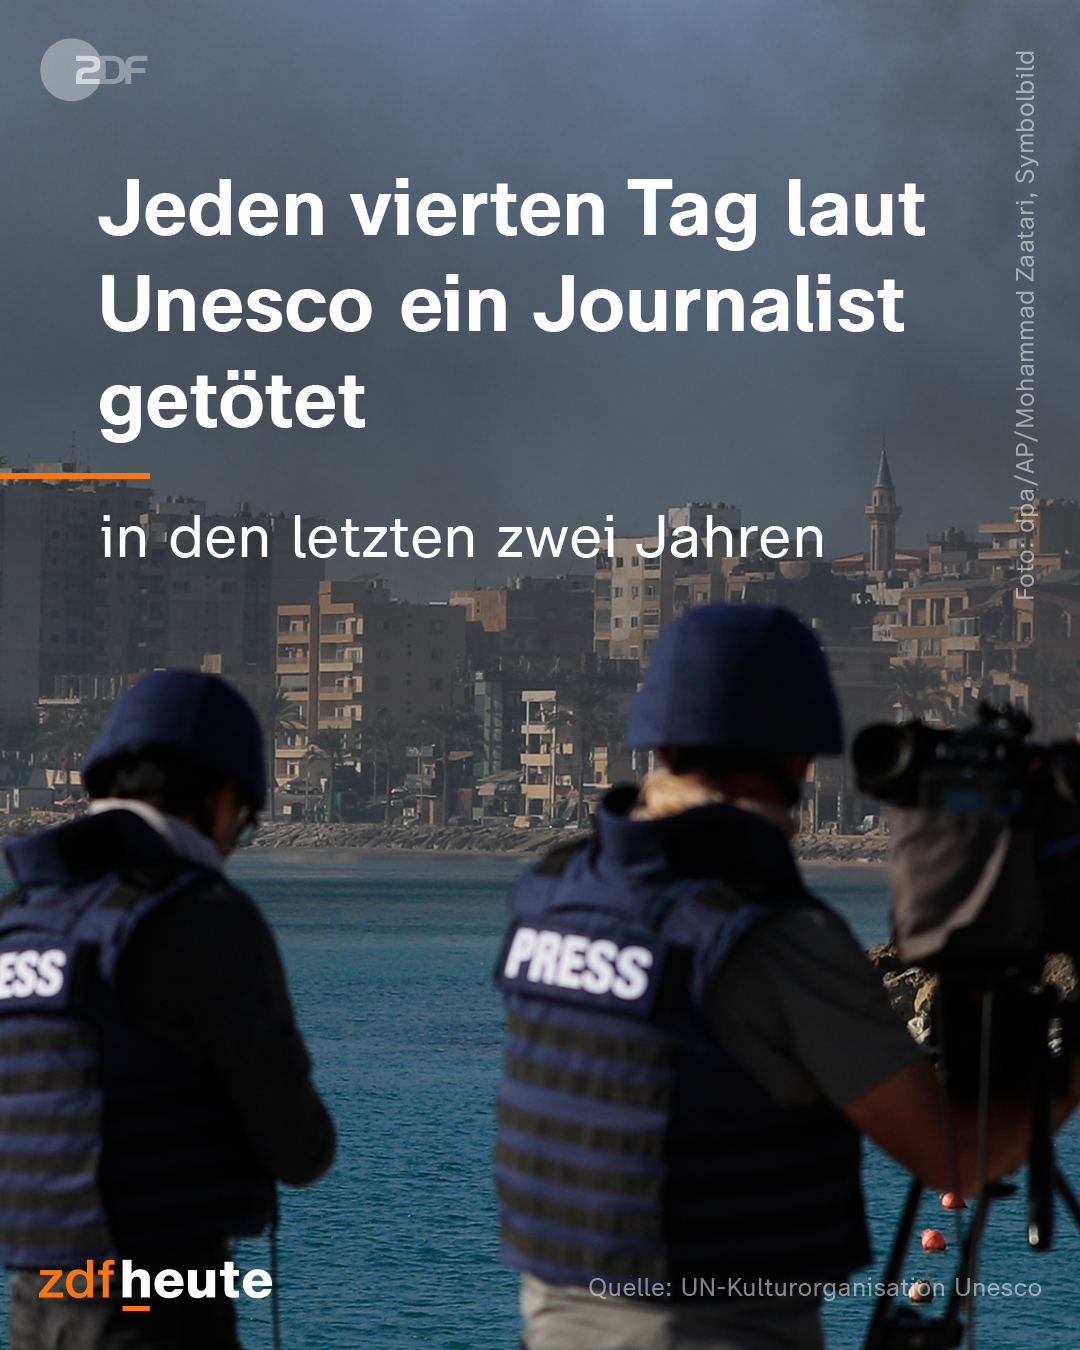 ZDF
Jeden vierten Tag laut
Unesco ein Journalist
getötet
in den letzten zwei Jahren
Foto: dpa/AP/Mohammad Zaatari, Symbolbild
ESS
PRESS
zdfheute
Quelle: UN-Kulturorganisation Unesco